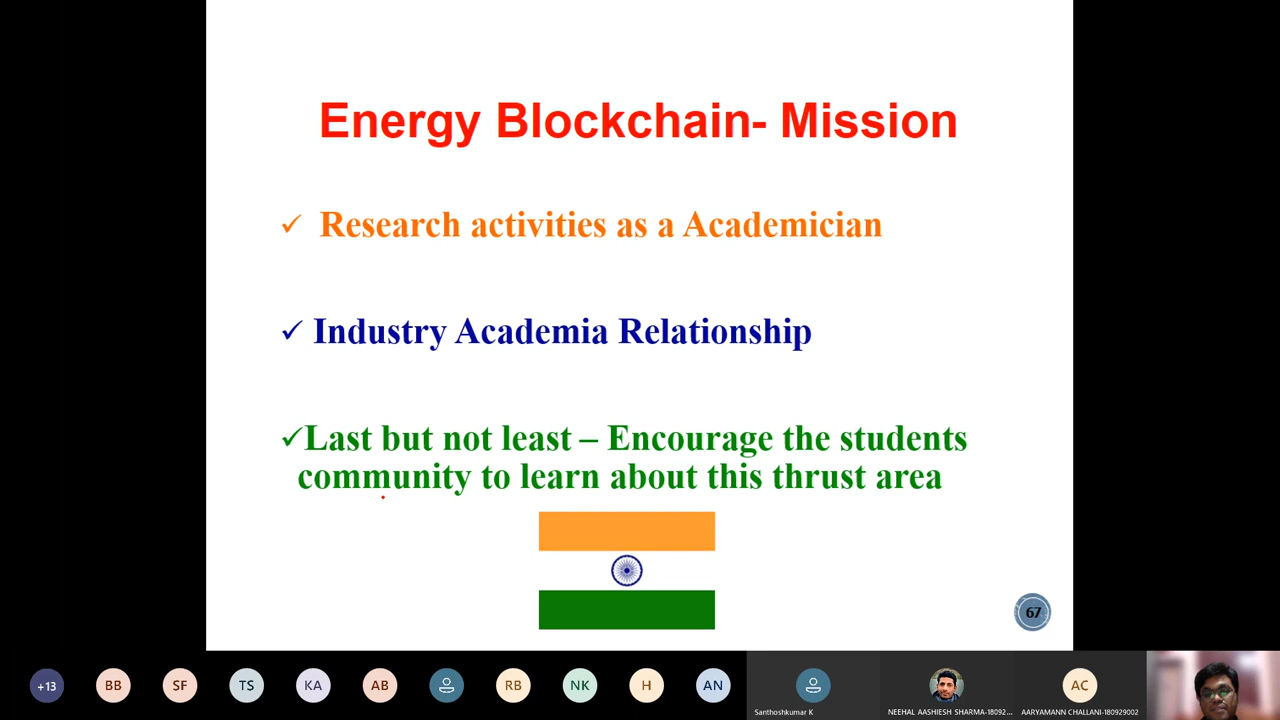 Energy Blockchain- Mission
✓ Research activities as a Academician
✓ Industry Academia Relationship
✓Last but not least – Encourage the students
community to learn about this thrust area
67
+13
BB
SF
TS
KA
AB
RB
NK
H
AN
Santhoshkumar K
NEEHAL AASHIESH SHARMA-18092...
AC
AARYAMANN CHALLANI-180929002